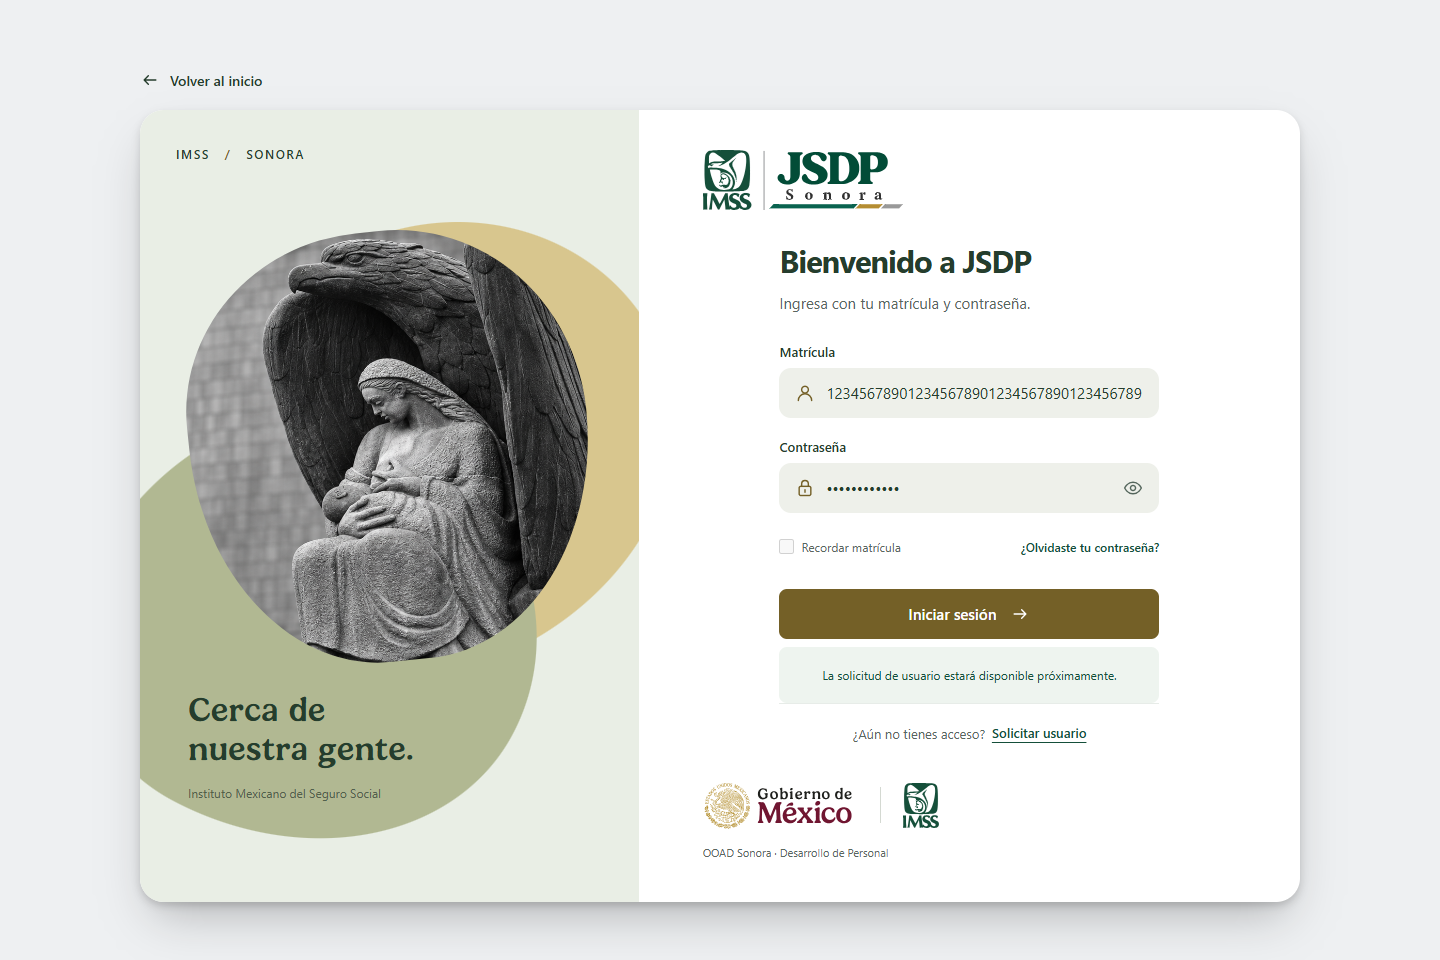 Volver al inicio
IMSS / SONORA
Cerca de
nuestra gente.
Instituto Mexicano del Seguro Social
IMSS
JSDP
Sonora
Bienvenido a JSDP
Ingresa con tu matrícula y contraseña.
Matrícula
123456789012345678901234567890123456789
Contraseña
••••••••••••
Recordar matrícula
¿Olvidaste tu contraseña?
Iniciar sesión
La solicitud de usuario estará disponible próximamente.
¿Aún no tienes acceso? Solicitar usuario
Gobierno de
México
IMSS
OOAD Sonora · Desarrollo de Personal